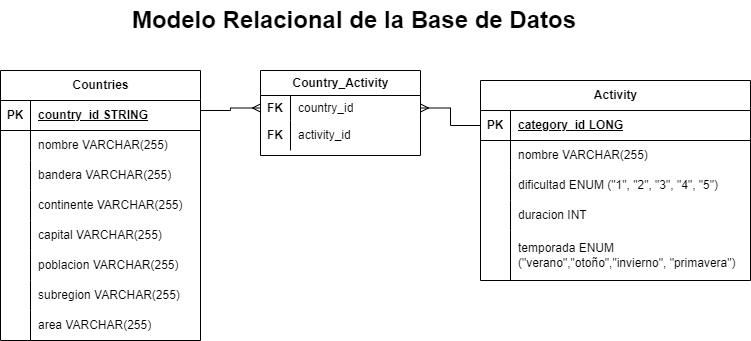 Modelo Relacional de la Base de Datos
Countries
PK country_id STRING
nombre VARCHAR(255)
bandera VARCHAR(255)
continente VARCHAR(255)
capital VARCHAR(255)
poblacion VARCHAR(255)
subregion VARCHAR(255)
area VARCHAR(255)
Country_Activity
FK country_id
FK activity_id
Activity
PK category_id LONG
nombre VARCHAR(255)
dificultad ENUM ("1", "2", "3", "4", "5")
duracion INT
temporada ENUM
("verano","otoño","invierno", "primavera")